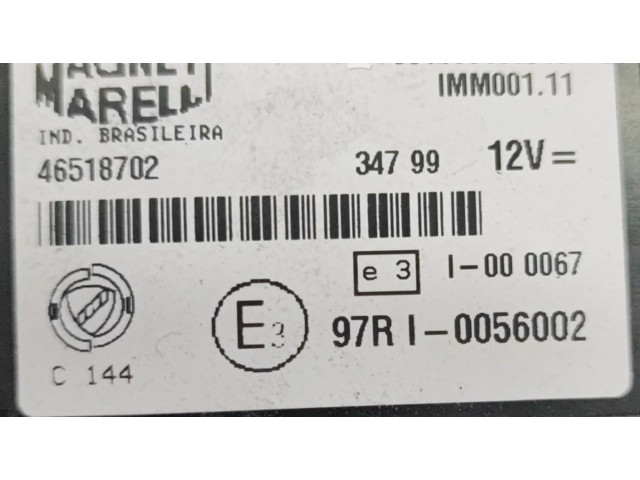 MAGNETI
MARELLI
IMM001.11
IND. BRASILEIRA
46518702
347 99
12V =
e 3
I-00 0067
E3
97R I-0056002
C 144